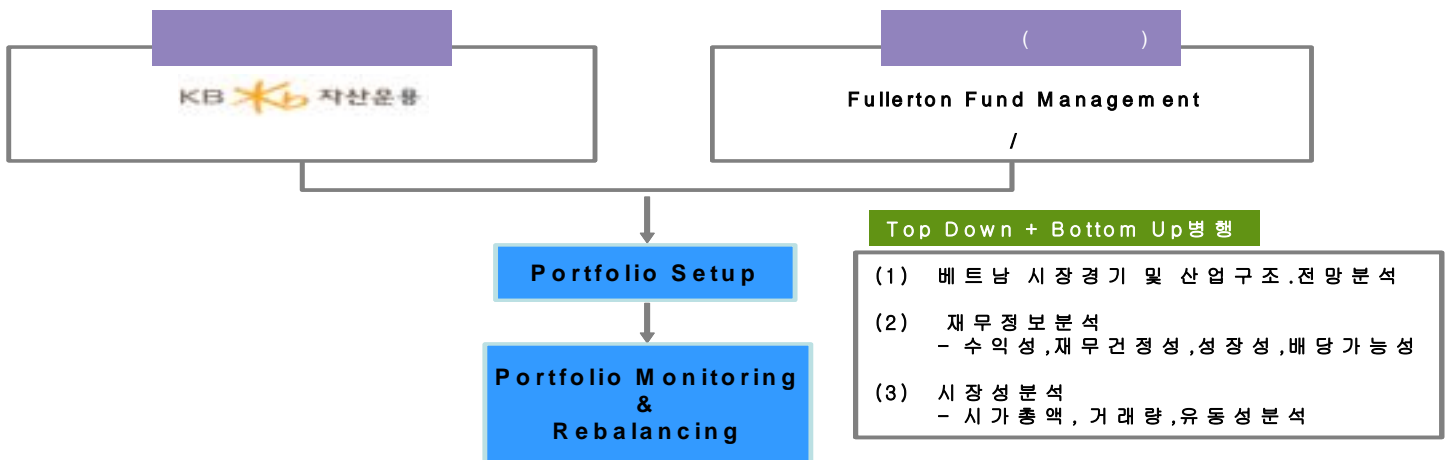 ( )
KB Kb 자산운용
Fullerton Fund Management
/
Top Down + Bottom Up병행
Portfolio Setup
(1) 베트남 시장경기 및 산업구조.전망분석
(2) 재무정보분석
- 수익성,재무건정성,성장성,배당가능성
Portfolio Monitoring
&
Rebalancing
(3) 시장성분석
- 시가총액, 거래량,유동성분석